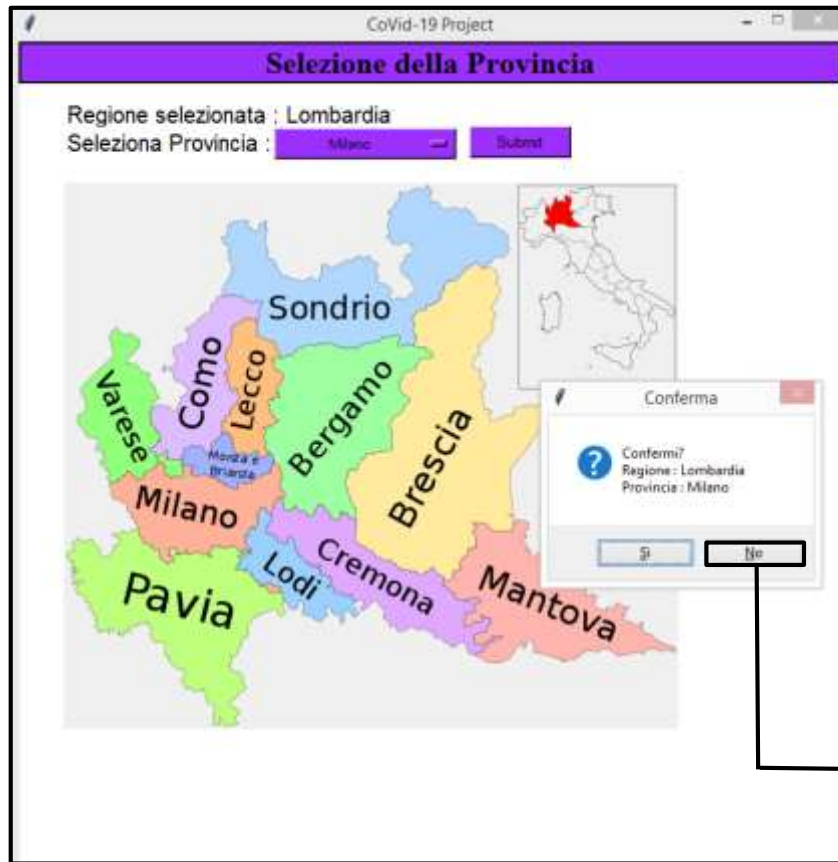 CoVid-19 Project
Selezione della Provincia
Regione selezionata : Lombardia
Seleziona Provincia : Milano Submit
Sondrio
Varese
Como
Lecco
Bergamo
Brescia
Monza e
Brianza
Milano
Pavia
Lodi
Cremona
Mantova
Conferma
Confermi?
Regione : Lombardia
Provincia : Milano
Sì No